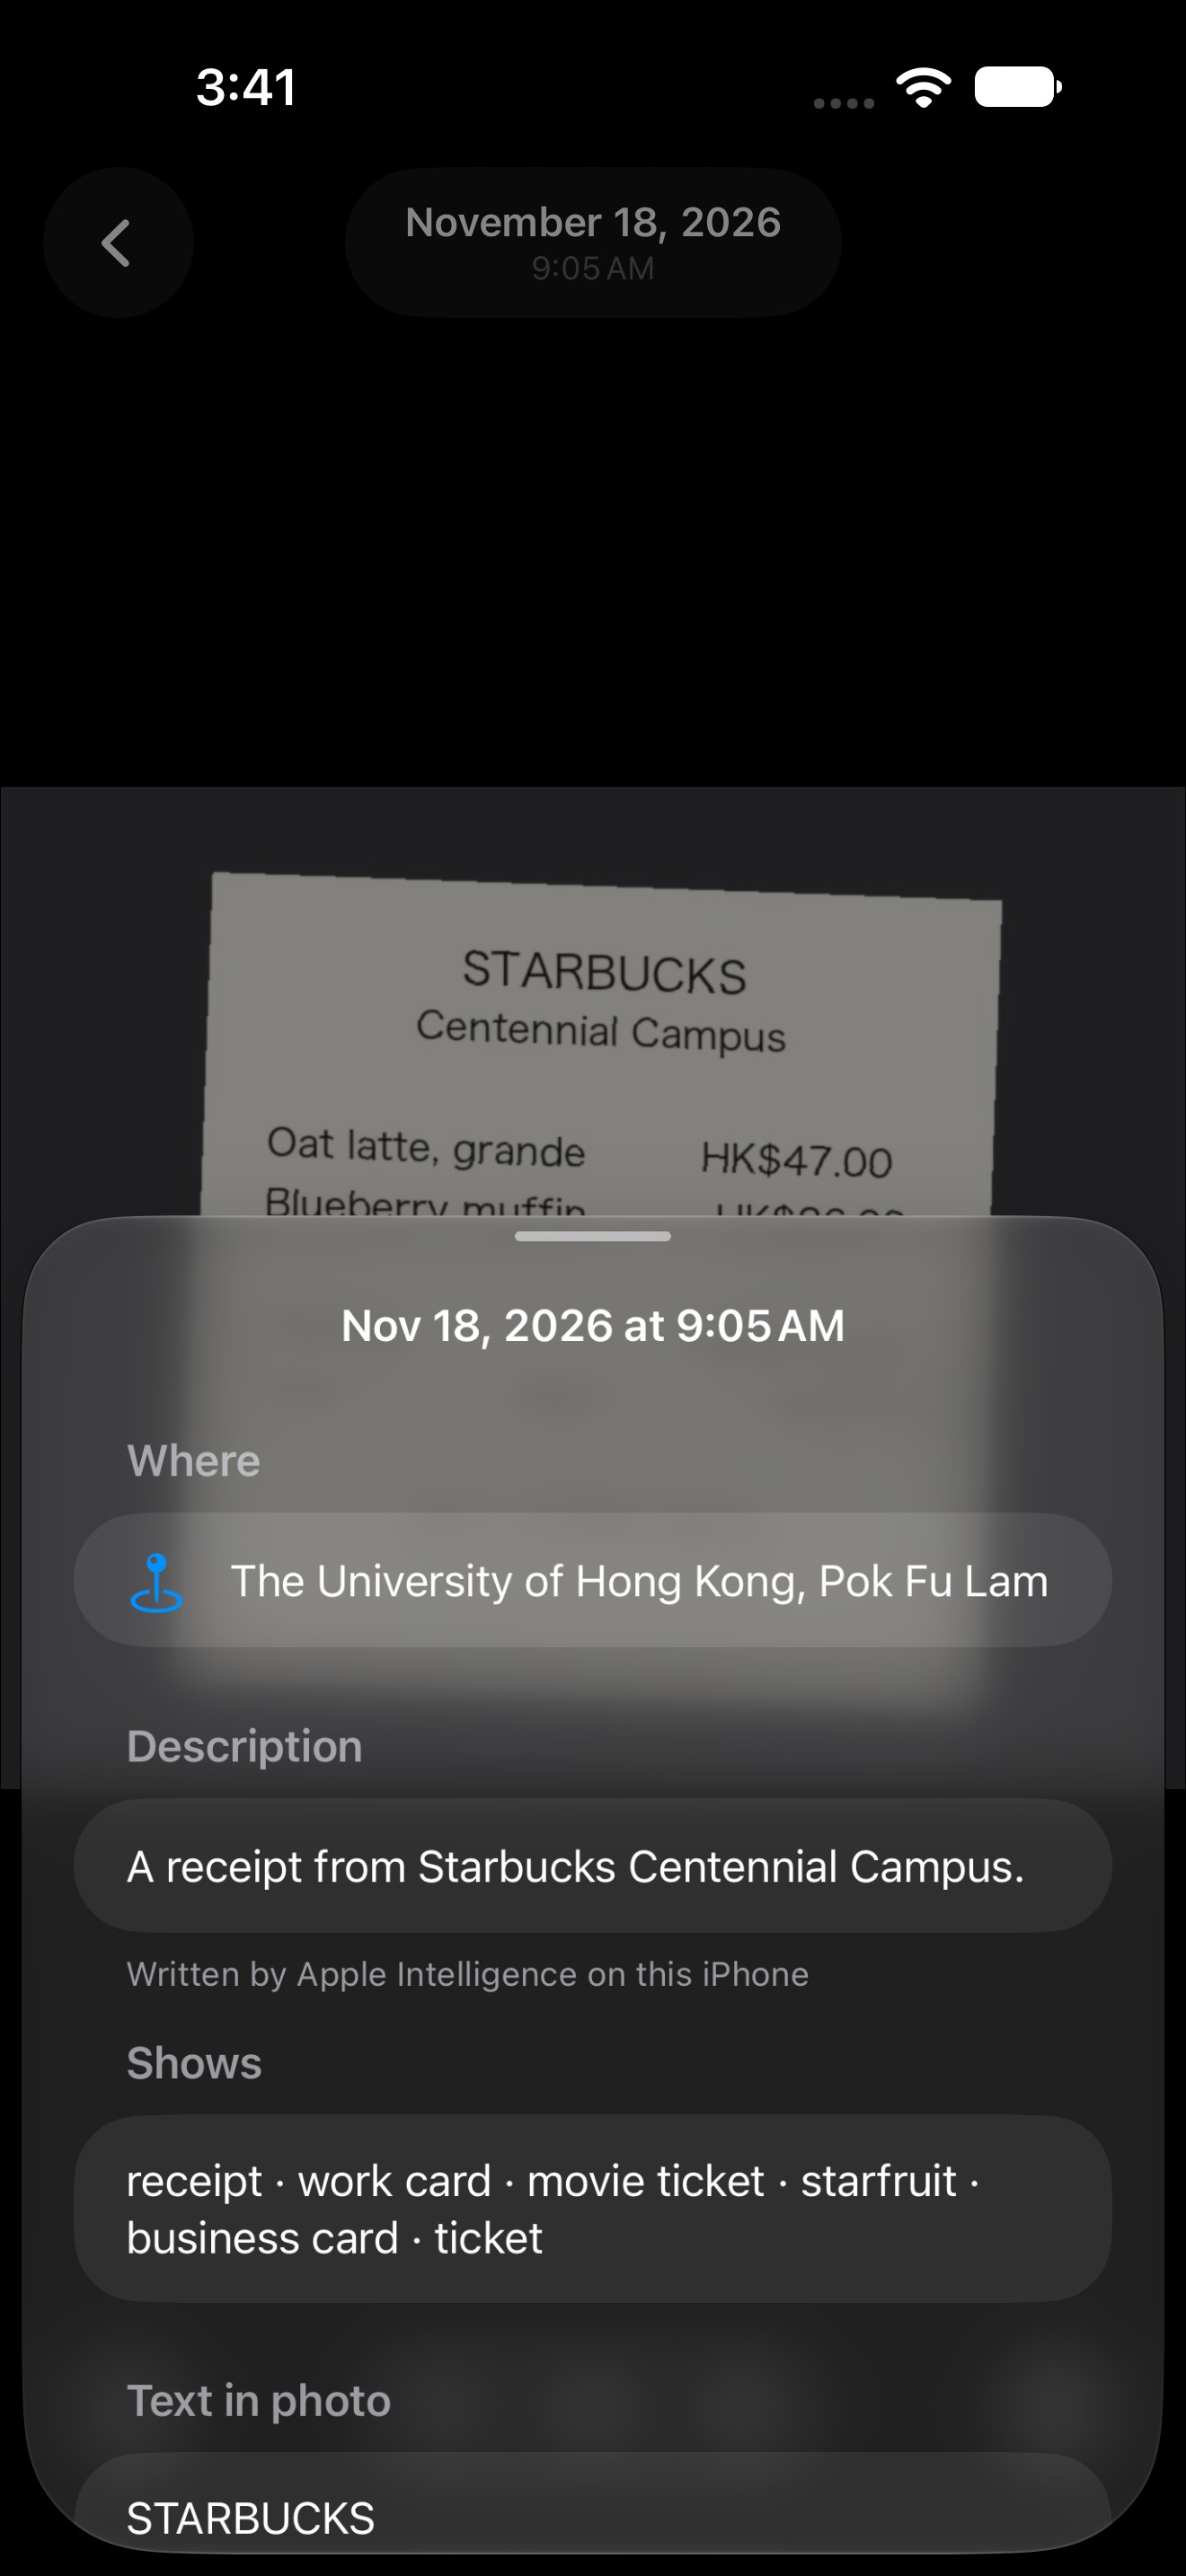 3:41
November 18, 2026
9:05 AM
STARBUCKS
Centennial Campus
Oat latte, grande HK$47.00
Blueberry muffin
Nov 18, 2026 at 9:05 AM
Where
The University of Hong Kong, Pok Fu Lam
Description
A receipt from Starbucks Centennial Campus.
Written by Apple Intelligence on this iPhone
Shows
receipt · work card · movie ticket · starfruit ·
business card · ticket
Text in photo
STARBUCKS